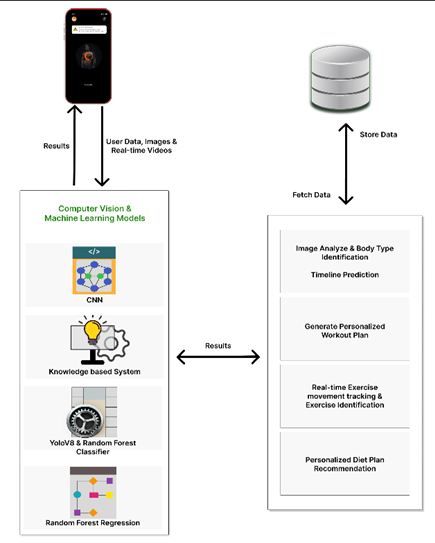 Results
User Data, Images &
Real-time Videos
Store Data
Fetch Data
Computer Vision &
Machine Learning Models
</>
CNN
Knowledge based System
YoloV8 & Random Forest
Classifier
Random Forest Regression
Results
Image Analyze & Body Type
Identification
Timeline Prediction
Generate Personalized
Workout Plan
Real-time Exercise
movement tracking &
Exercise Identification
Personalized Diet Plan
Recommendation